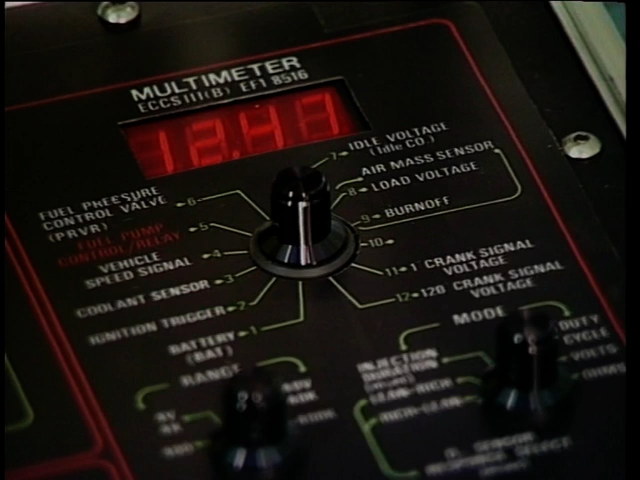 MULTIMETER
ECCSIII(B) EFI 8516
12.47
7 IDLE VOLTAGE
(Idle CO.)
AIR MASS SENSOR
8 LOAD VOLTAGE
9 BURNOFF
10
11 1° CRANK SIGNAL
VOLTAGE
12 120 CRANK SIGNAL
VOLTAGE
FUEL PRESSURE
CONTROL VALVE
(PRVR)
6
FUEL PUMP
CONTROL/RELAY
5
VEHICLE
SPEED SIGNAL
4
COOLANT SENSOR 3
IGNITION TRIGGER 2
BATTERY
(BAT)
1
RANGE
MODE
DUTY
CYCLE
VOLTS
OHMS
INJECTION
DURATION
LEAN-RICH
RICH-LEAN